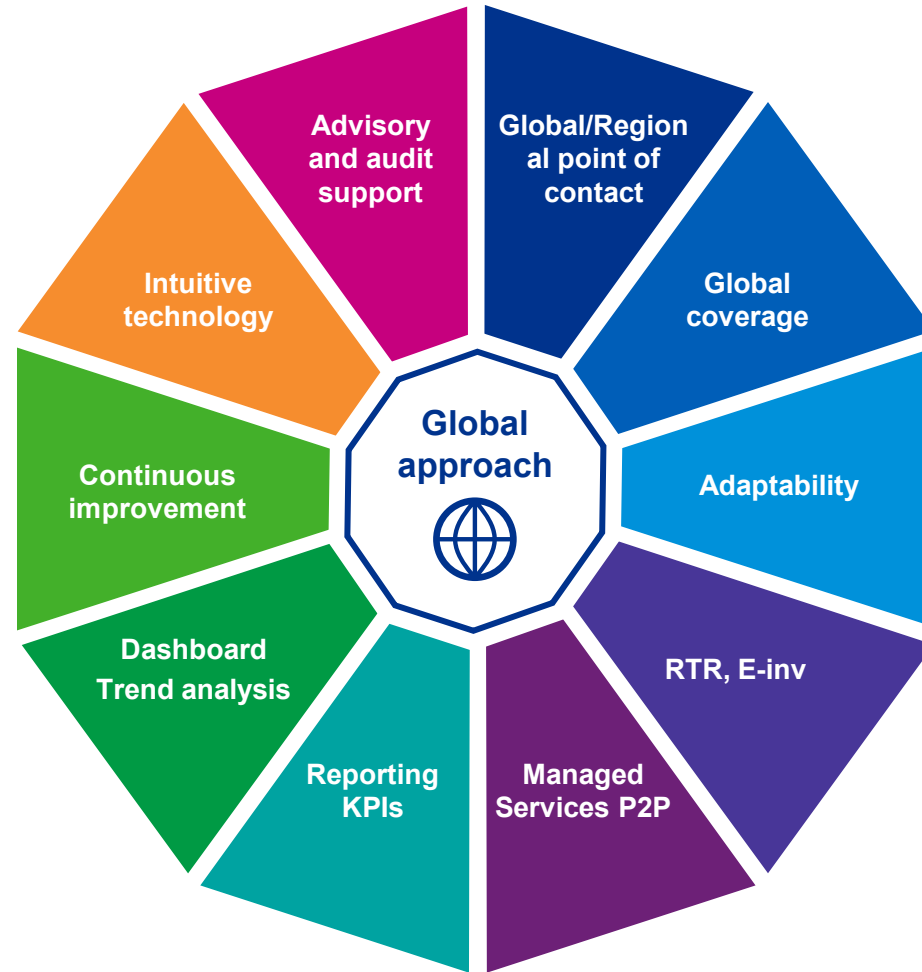 Advisory
and audit
support
Global/Region
al point of
contact
Global
coverage
Adaptability
RTR, E-inv
Managed
Services P2P
Reporting
KPIs
Dashboard
Trend analysis
Continuous
improvement
Intuitive
technology
Global
approach